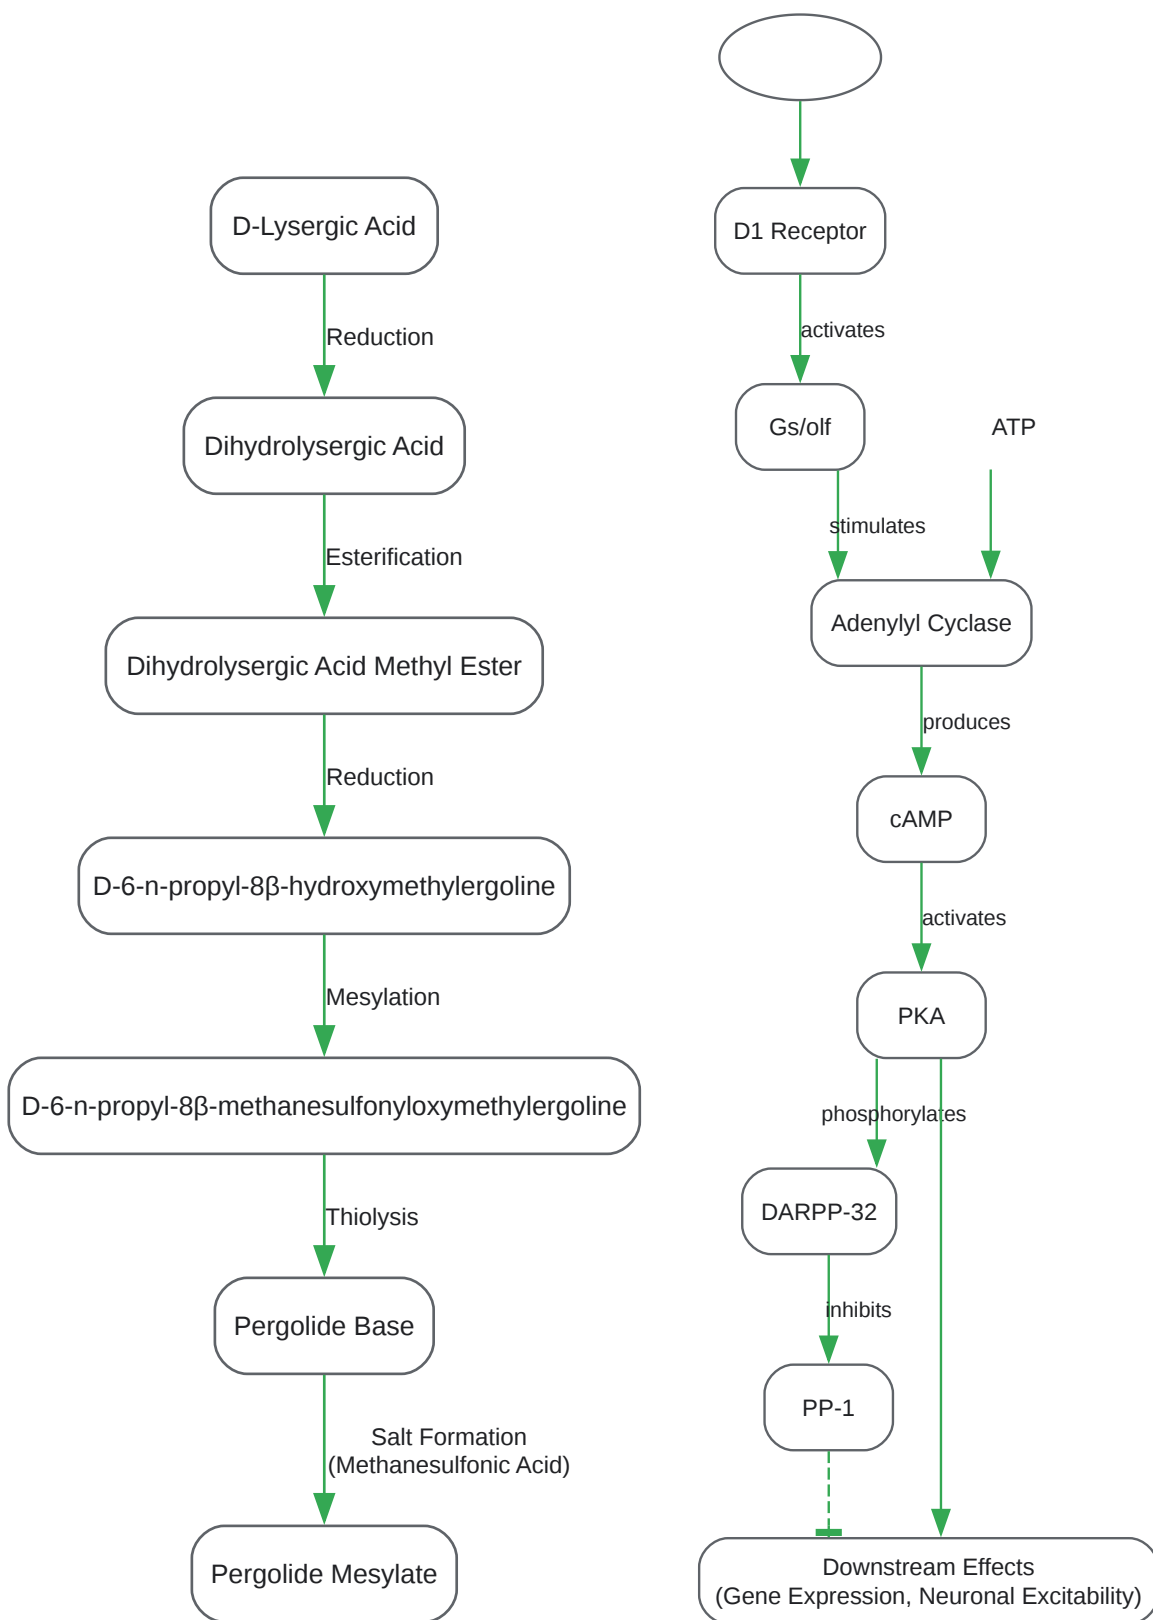 D-Lysergic Acid
Reduction
Dihydrolysergic Acid
Esterification
Dihydrolysergic Acid Methyl Ester
Reduction
D-6-n-propyl-8β-hydroxymethylergoline
Mesylation
D-6-n-propyl-8β-methanesulfonyloxymethylergoline
Thiolysis
Pergolide Base
Salt Formation
(Methanesulfonic Acid)
Pergolide Mesylate
D1 Receptor
activates
Gs/olf
ATP
stimulates
Adenylyl Cyclase
produces
cAMP
activates
PKA
phosphorylates
DARPP-32
inhibits
PP-1
Downstream Effects
(Gene Expression, Neuronal Excitability)